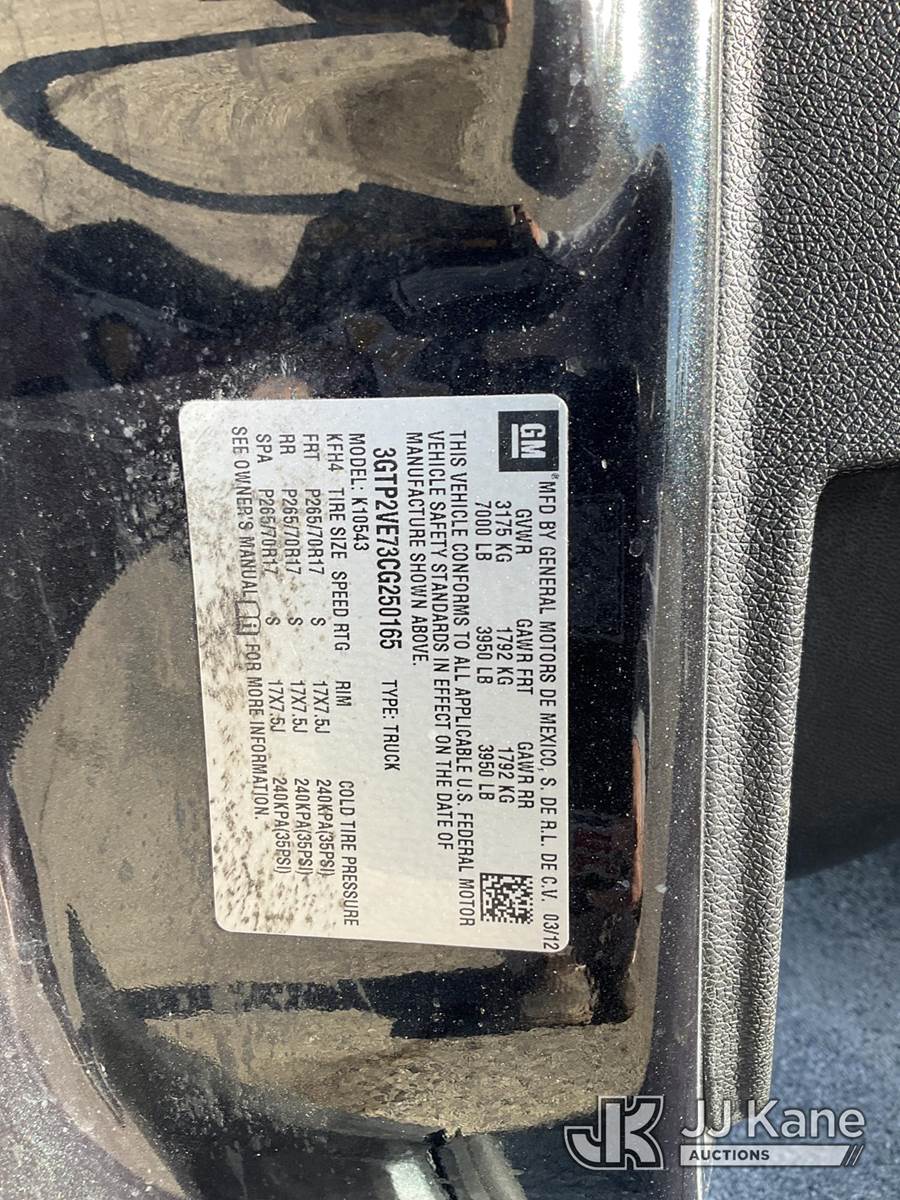 GM
® MFD BY GENERAL MOTORS DE MEXICO, S. DE R.L. DE C.V. 03/12
GVWR GAWR FRT GAWR RR
3175 KG 1792 KG 1792 KG
7000 LB 3950 LB 3950 LB
THIS VEHICLE CONFORMS TO ALL APPLICABLE U.S. FEDERAL MOTOR
VEHICLE SAFETY STANDARDS IN EFFECT ON THE DATE OF
MANUFACTURE SHOWN ABOVE.
3GTP2VE73CG250165 TYPE: TRUCK
MODEL: K10543
KFH4 TIRE SIZE SPEED RTG RIM COLD TIRE PRESSURE
FRT P265/70R17 S 17X7.5J 240KPA(35PSI)
RR P265/70R17 S 17X7.5J 240KPA(35PSI)
SPA P265/70R17 S 17X7.5J 240KPA(35PSI)
SEE OWNER'S MANUAL FOR MORE INFORMATION.
JK JJ Kane
AUCTIONS